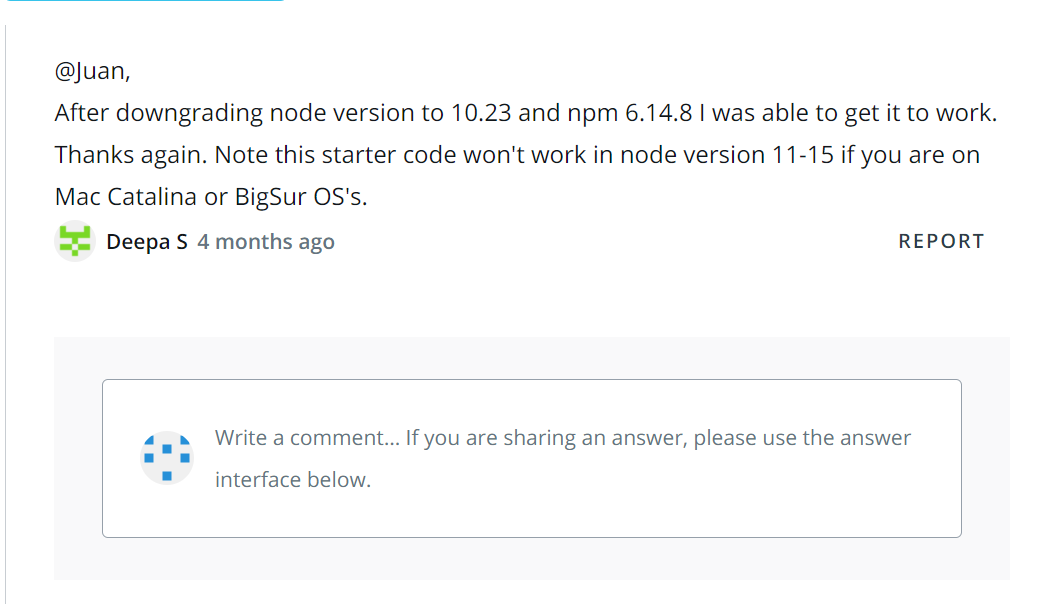 @Juan,
After downgrading node version to 10.23 and npm 6.14.8 I was able to get it to work.
Thanks again. Note this starter code won't work in node version 11-15 if you are on
Mac Catalina or BigSur OS's.
Deepa S 4 months ago
REPORT
Write a comment... If you are sharing an answer, please use the answer
interface below.